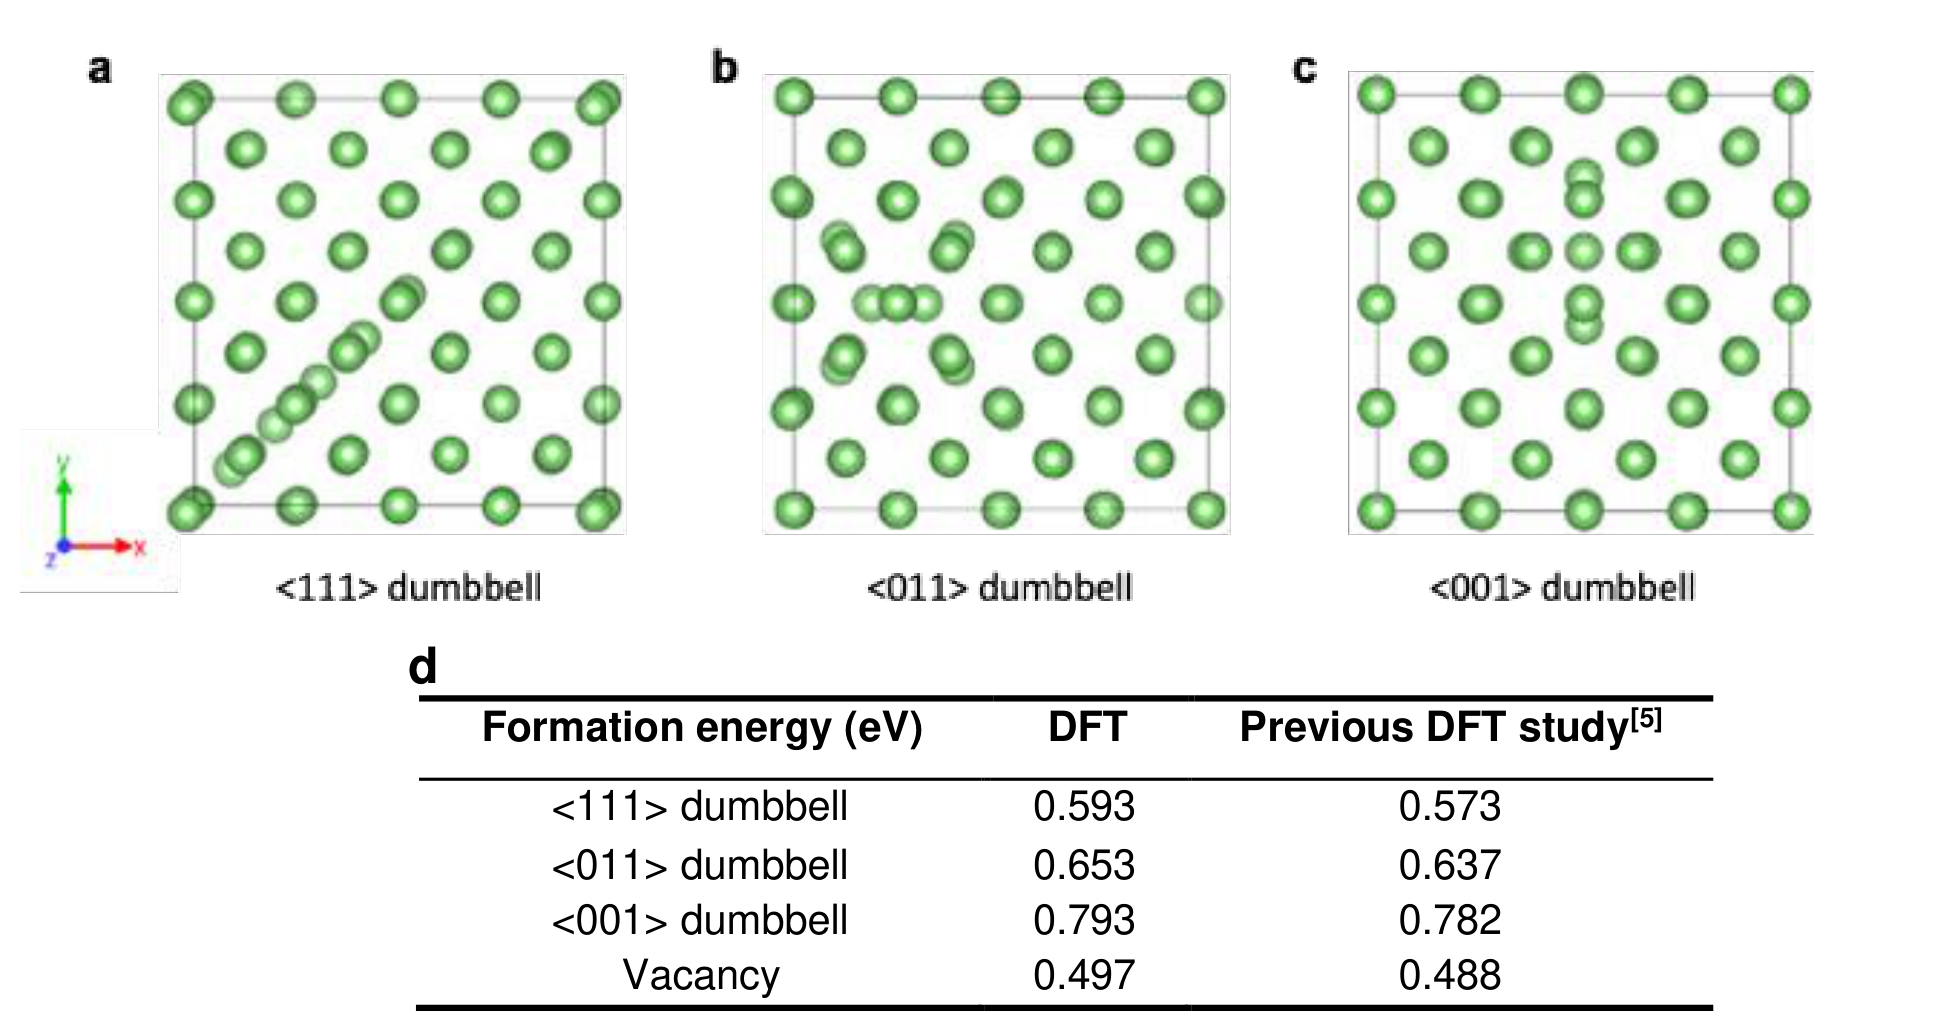 a
b
c
y
z
x
<111> dumbbell
<011> dumbbell
<001> dumbbell
d
Formation energy (eV) DFT Previous DFT study[5]
<111> dumbbell 0.593 0.573
<011> dumbbell 0.653 0.637
<001> dumbbell 0.793 0.782
Vacancy 0.497 0.488